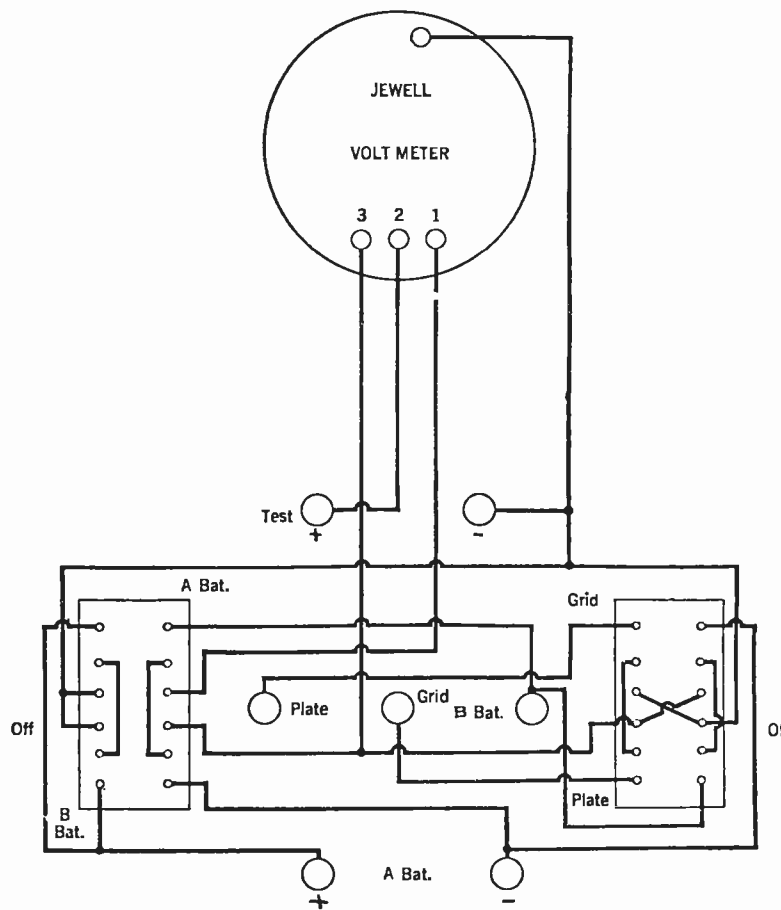 JEWELL
VOLT METER
3 2 1
Test
+
-
A Bat.
Grid
Plate
Grid
B Bat.
Off
Plate
B
Bat.
+
A Bat.
-